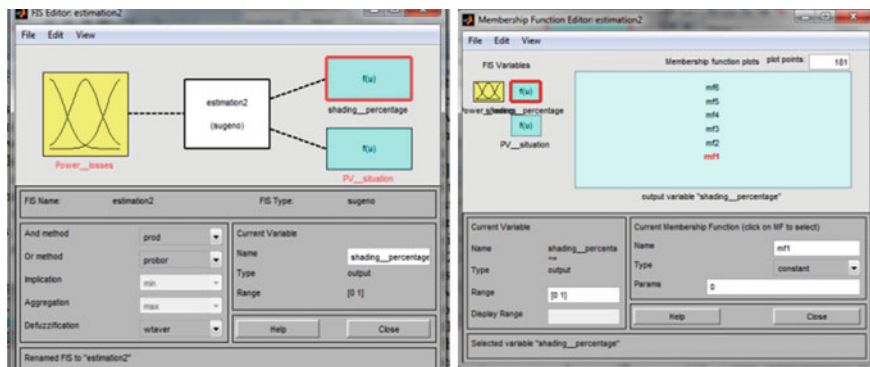 FIS Editor: estimation2
File Edit View
f(u)
estimation2
shading__percentage
(sugeno)
f(u)
Power__losses
PV__situation
FIS Name: estimation2 FIS Type: sugeno
And method prod
Or method probor
Implication min
Aggregation max
Defuzzification wtaver
Current Variable
Name shading__percentage
Type output
Range [0 1]
Help Close
Renamed FIS to "estimation2"
Membership Function Editor: estimation2
File Edit View
FIS Variables
Membership function plots plot points: 181
f(u)
shading__percentage
f(u)
PV__situation
mf6
mf5
mf4
mf3
mf2
mf1
output variable "shading__percentage"
Current Variable
Name shading__percenta
Type output
Range [0 1]
Display Range
Current Membership Function (click on MF to select)
Name mf1
Type constant
Params 0
Help Close
Selected variable "shading__percentage"